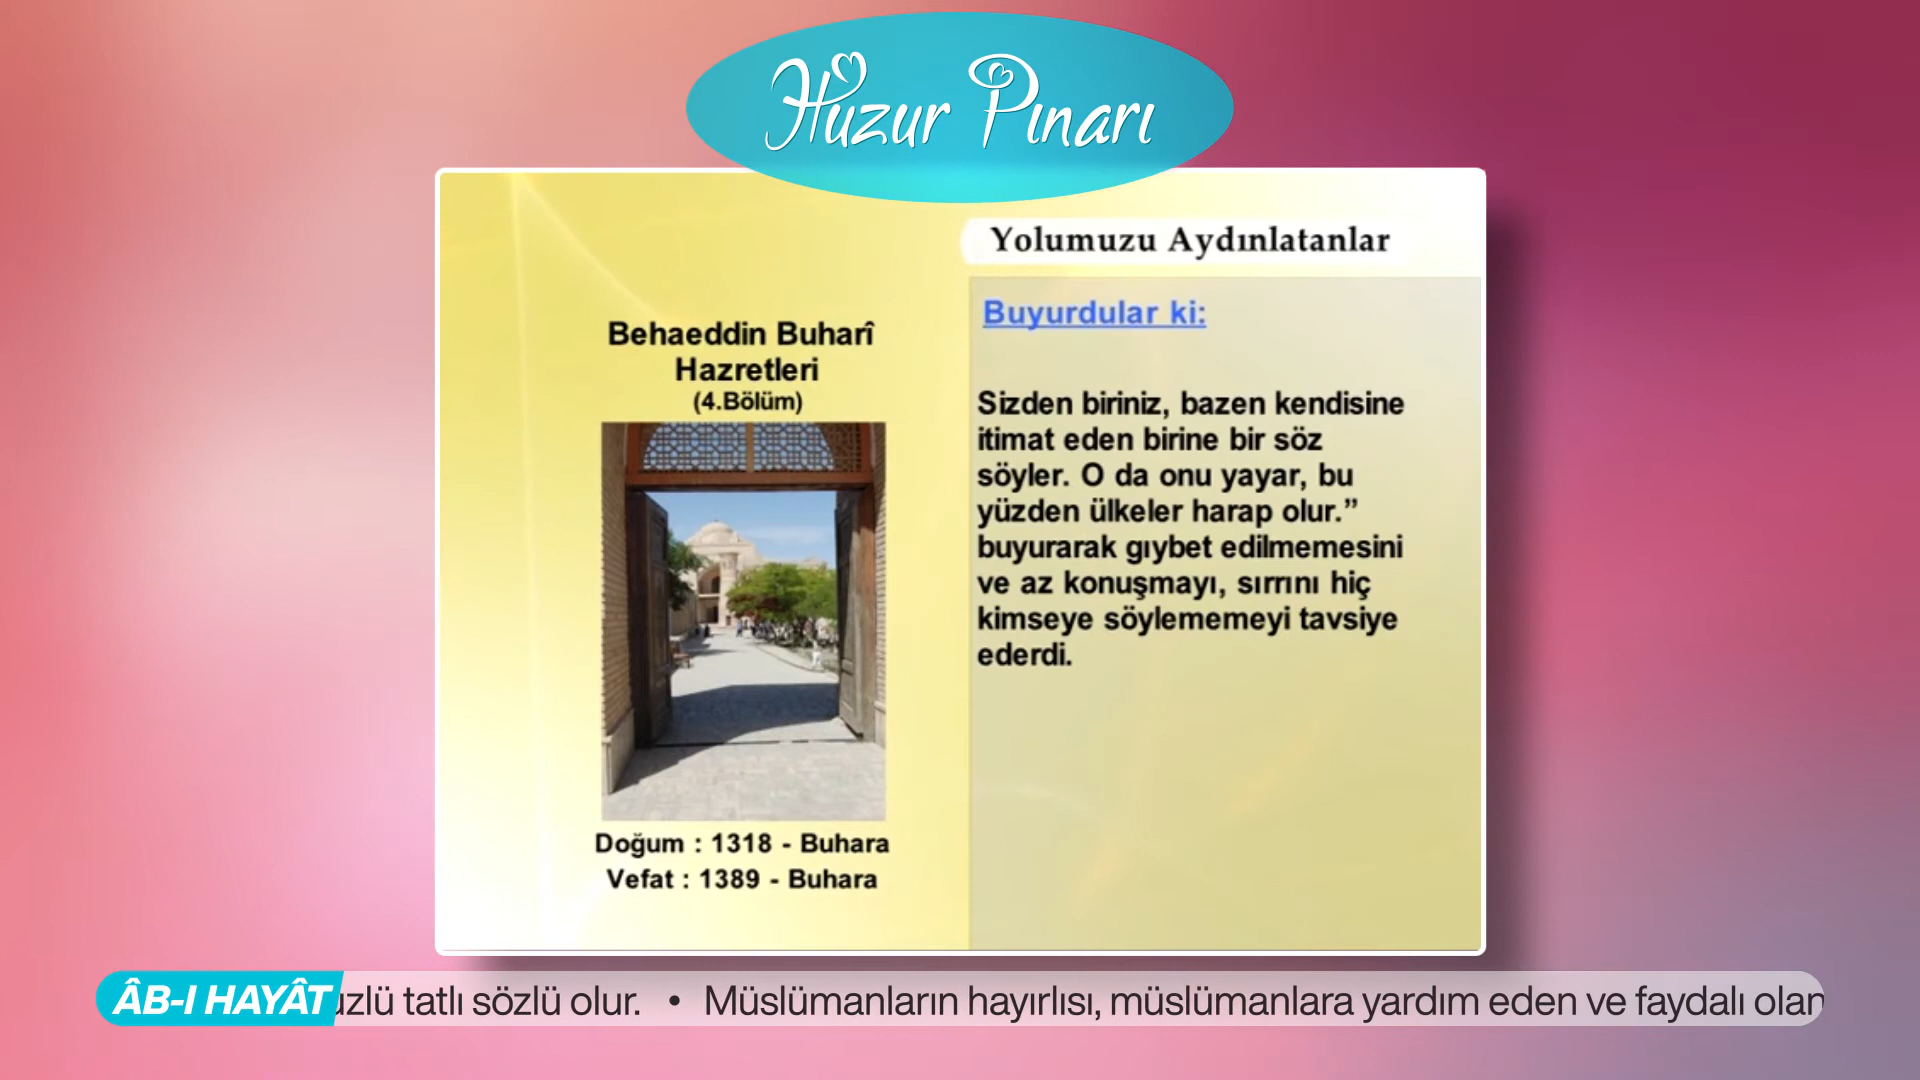 Huzur Pınarı
Yolumuzu Aydınlatanlar
Behaeddin Buharî
Hazretleri
(4.Bölüm)
Doğum : 1318 - Buhara
Vefat : 1389 - Buhara
Buyurdular ki:
Sizden biriniz, bazen kendisine
itimat eden birine bir söz
söyler. O da onu yayar, bu
yüzden ülkeler harap olur.”
buyurarak gıybet edilmemesini
ve az konuşmayı, sırrını hiç
kimseye söylememeyi tavsiye
ederdi.
ÂB-I HAYÂT
tatlı sözlü olur. • Müslümanların hayırlısı, müslümanlara yardım eden ve faydalı